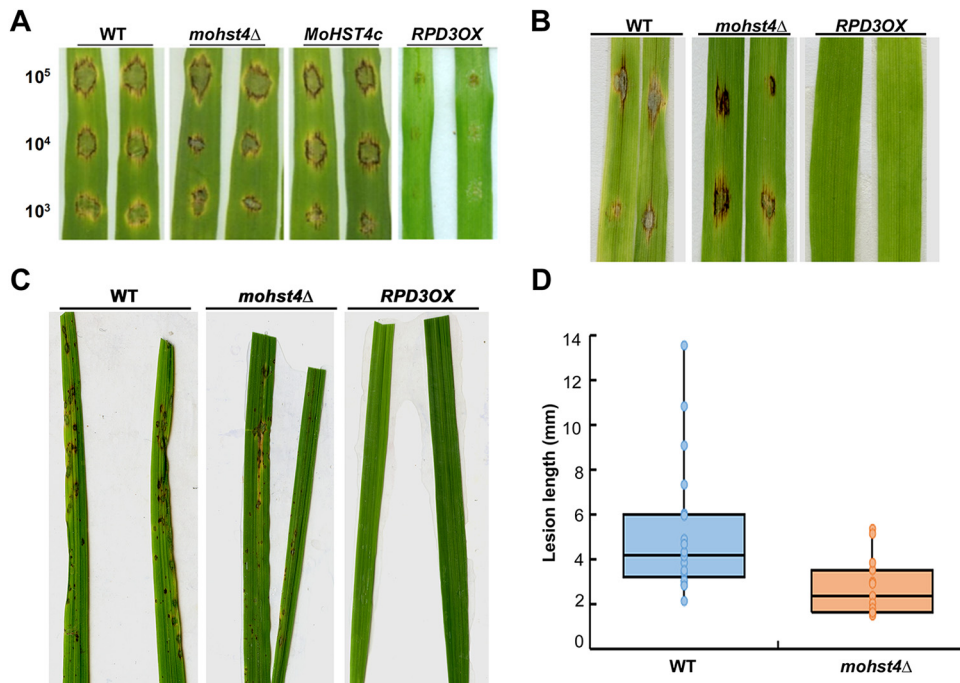 A
WT mohst4Δ MoHST4c RPD3OX
10⁵
10⁴
10³
B
WT mohst4Δ RPD3OX
C
WT mohst4Δ RPD3OX
D
14
12
10
8
6
4
2
0
Lesion length (mm)
WT mohst4Δ